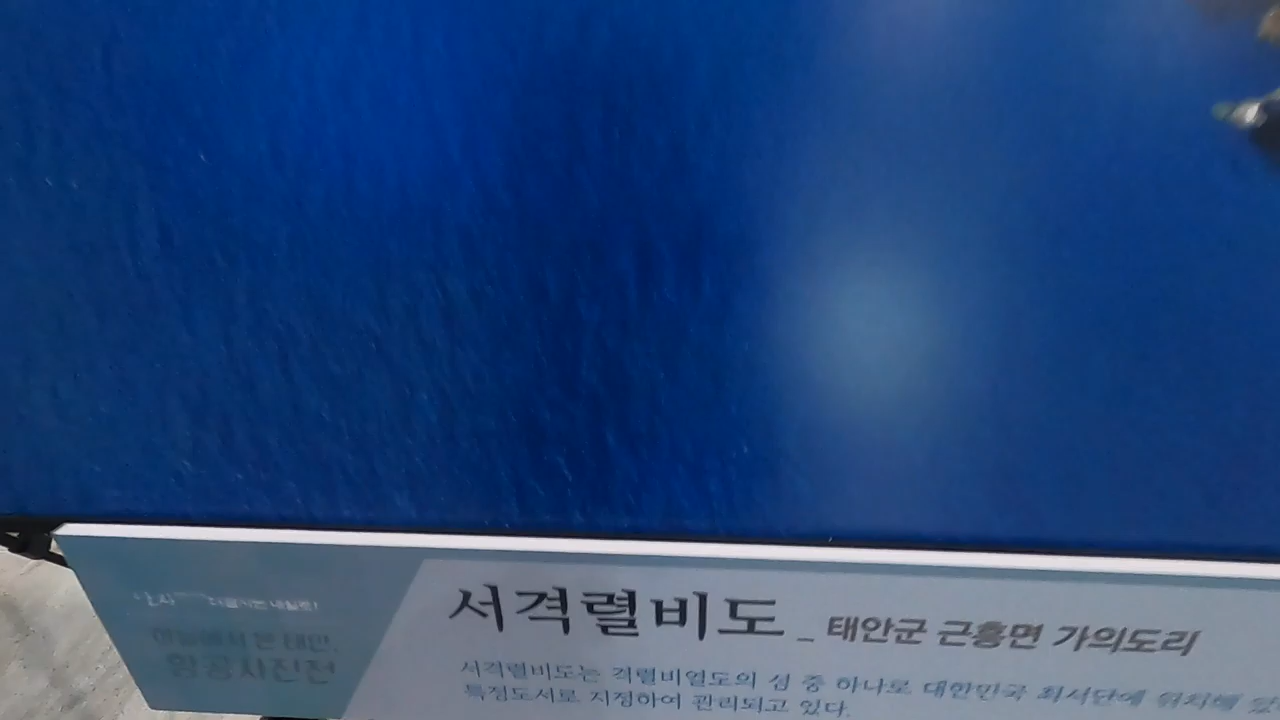 하늘에서 본 태안,
항공사진전
서격렬비도 _ 태안군 근흥면 가의도리
서격렬비도는 격렬비열도의 섬 중 하나로 대한민국 최서단에 위치해 있
특정도서로 지정하여 관리되고 있다.